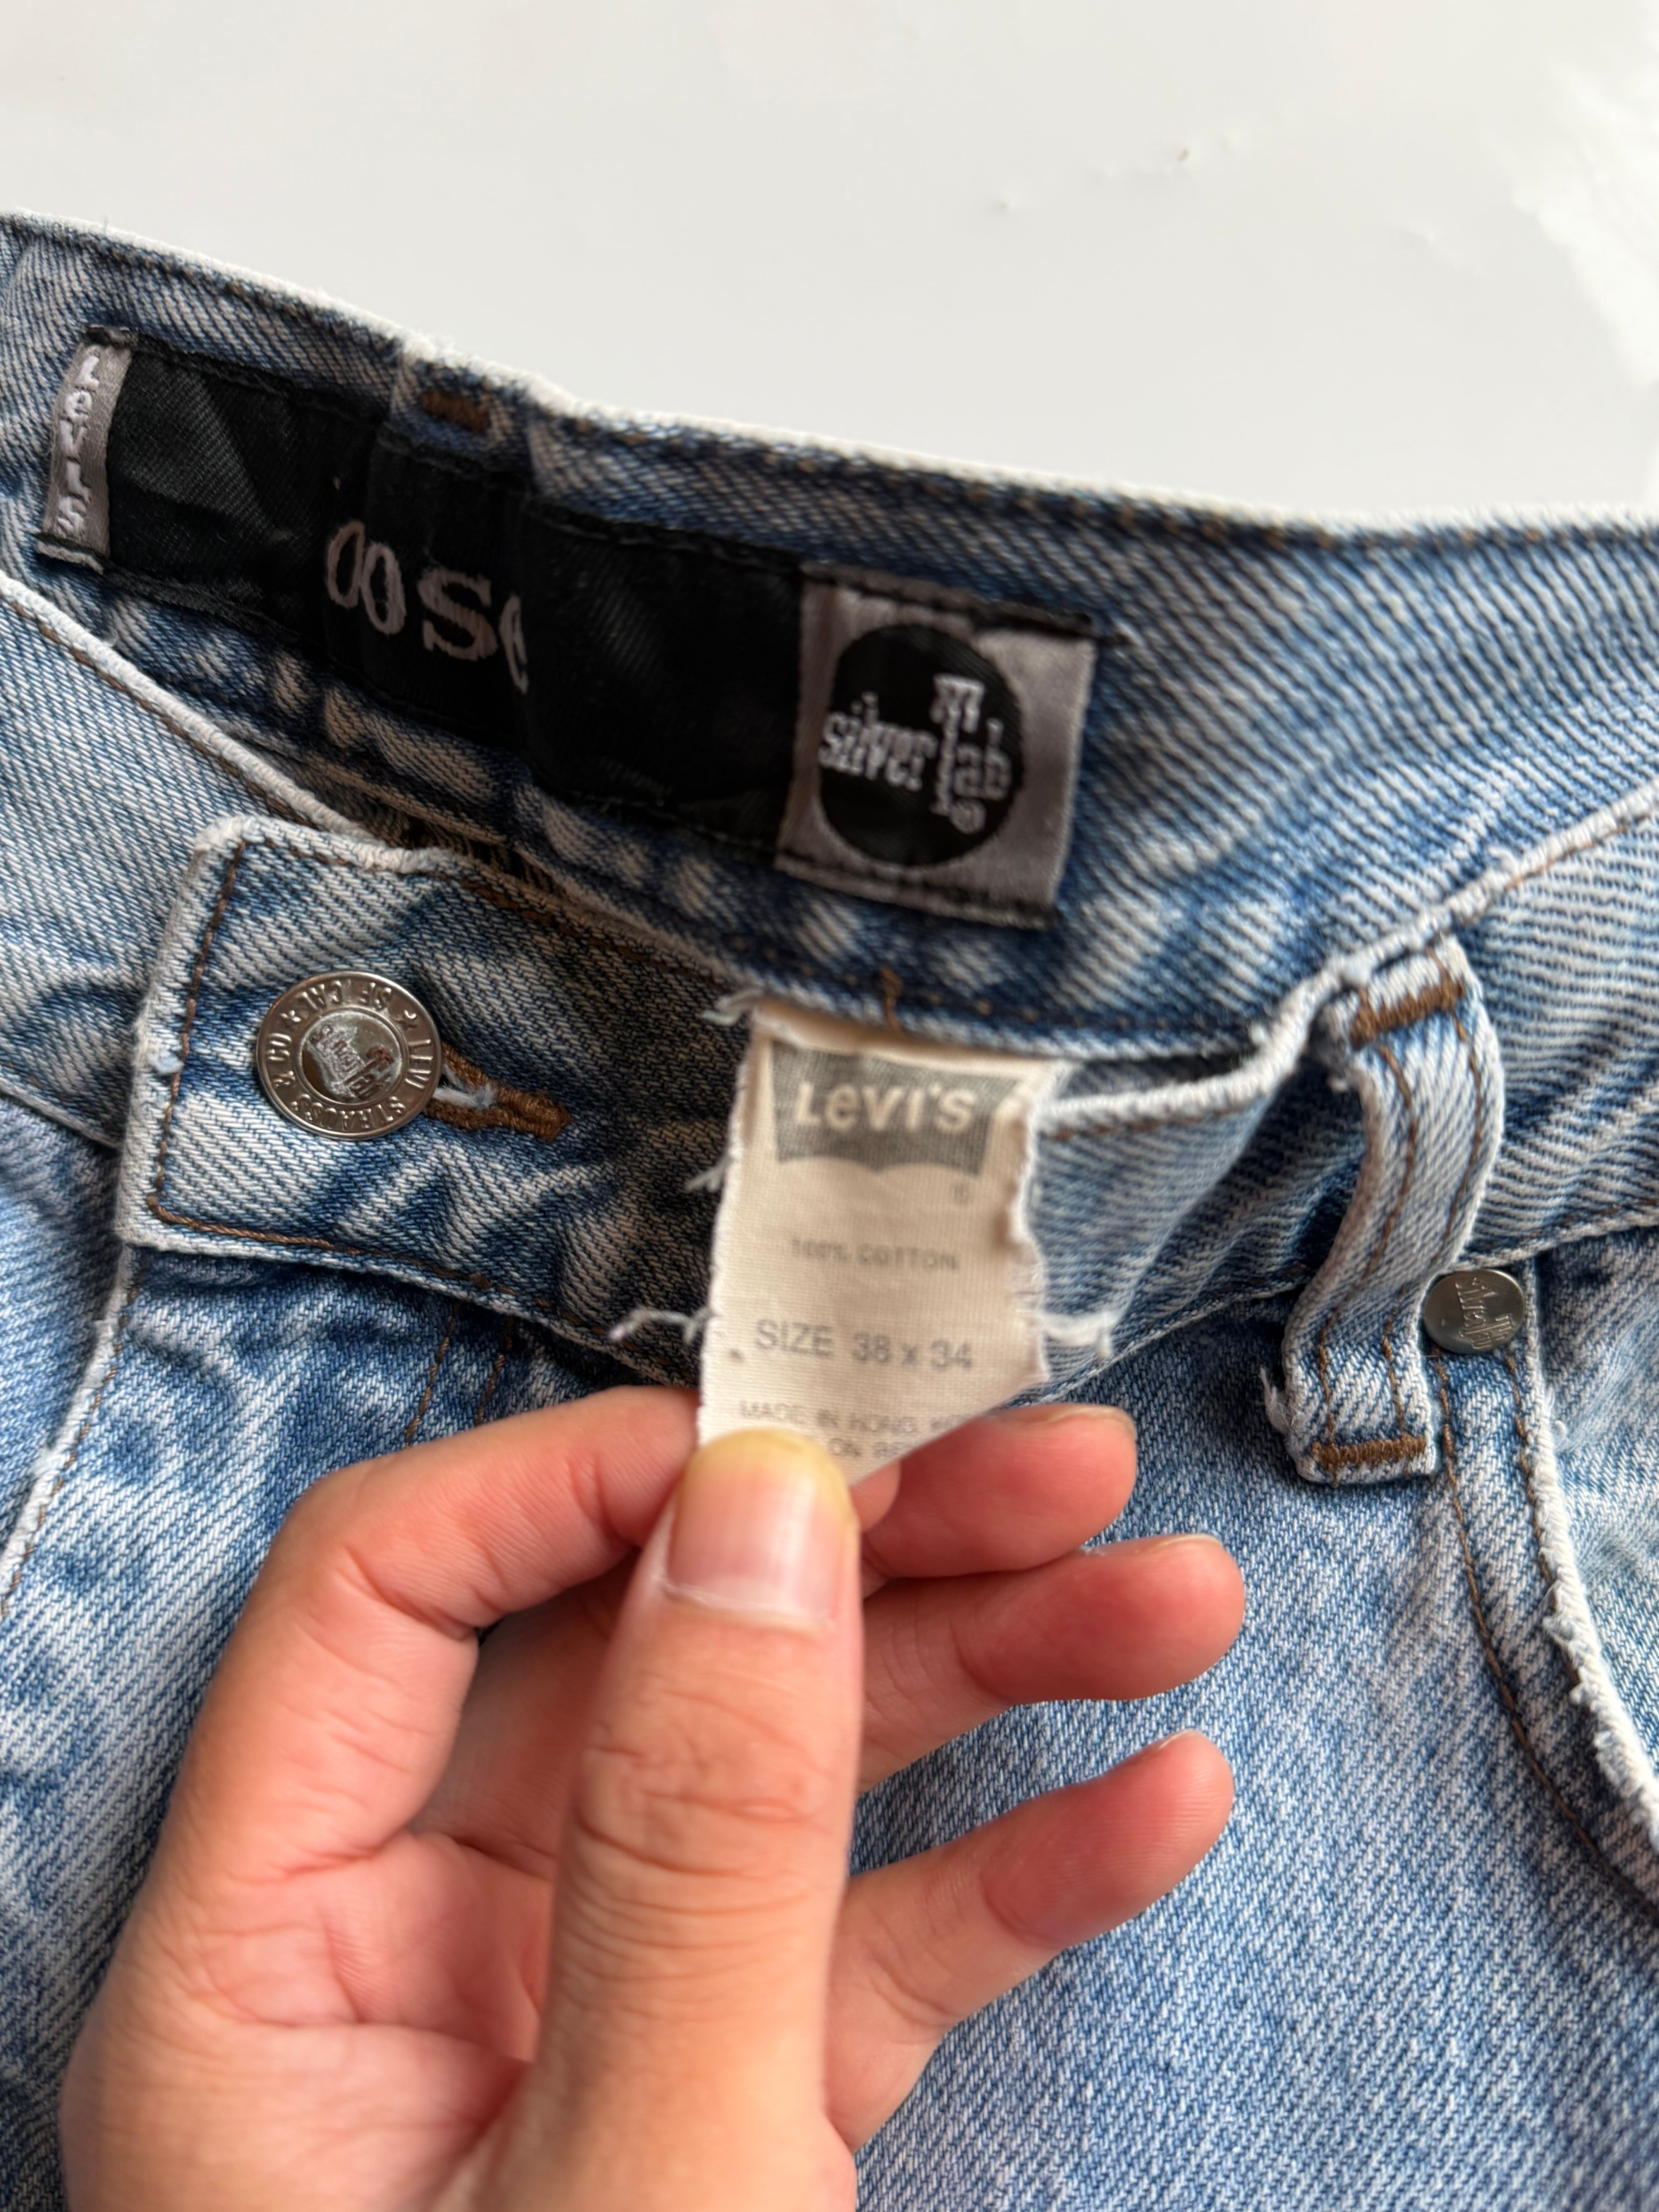 LeVI'S
oose
silver tab
LEVI STRAUSS & CO ★ SF CAL ★
LeVI'S
®
100% COTTON
SIZE 38 x 34
MADE IN HONG